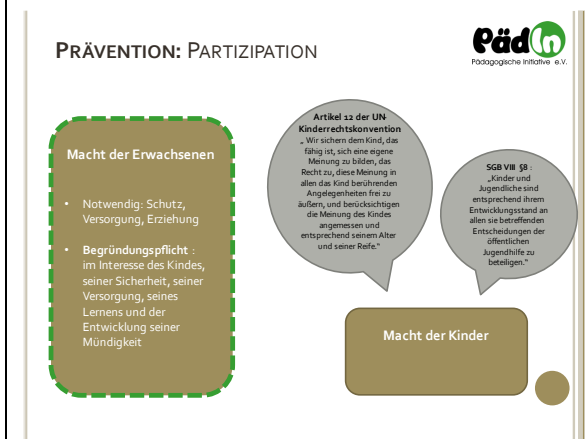 PRÄVENTION: PARTIZIPATION
PädIn
Pädagogische Initiative e.V.
Macht der Erwachsenen
• Notwendig: Schutz,
Versorgung, Erziehung
• Begründungspflicht :
im Interesse des Kindes,
seiner Sicherheit, seiner
Versorgung, seines
Lernens und der
Entwicklung seiner
Mündigkeit
Artikel 12 der UN-
Kinderrechtskonvention
„ Wir sichern dem Kind, das
fähig ist, sich eine eigene
Meinung zu bilden, das
Recht zu, diese Meinung in
allen das Kind berührenden
Angelegenheiten frei zu
äußern, und berücksichtigen
die Meinung des Kindes
angemessen und
entsprechend seinem Alter
und seiner Reife.“
SGB VIII §8 :
„Kinder und
Jugendliche sind
entsprechend ihrem
Entwicklungsstand an
allen sie betreffenden
Entscheidungen der
öffentlichen
Jugendhilfe zu
beteiligen.“
Macht der Kinder